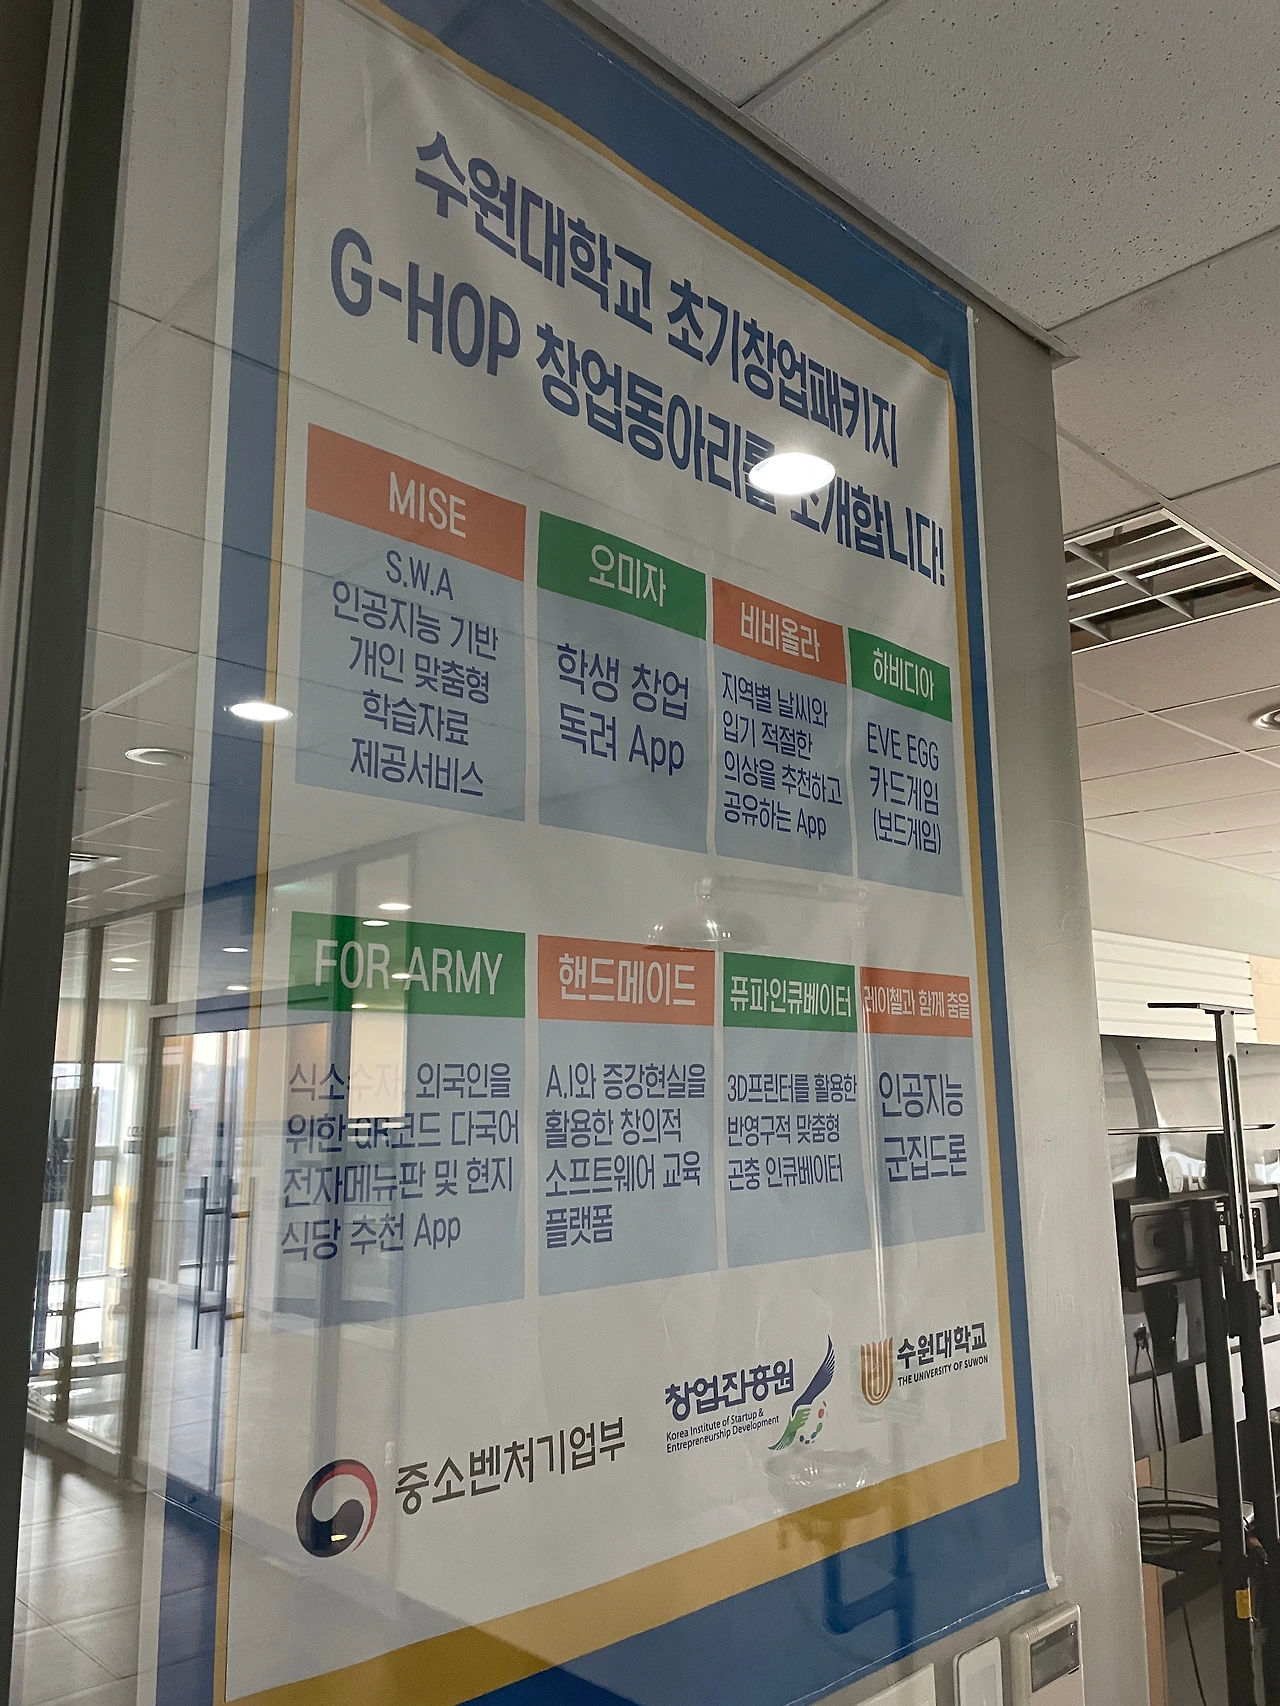 수원대학교 초기창업패키지
G-HOP 창업동아리를 소개합니다!
MISE
S.W.A
인공지능 기반
개인 맞춤형
학습자료
제공서비스
오미자
학생 창업
독려 App
비비올라
지역별 날씨와
입기 적절한
의상을 추천하고
공유하는 App
하비디아
EVE EGG
카드게임
(보드게임)
FOR ARMY
식소수자, 외국인을
위한 QR코드 다국어
전자메뉴판 및 현지
식당 추천 App
핸드메이드
A.I와 증강현실을
활용한 창의적
소프트웨어 교육
플랫폼
퓨파인큐베이터
3D프린터를 활용한
반영구적 맞춤형
곤충 인큐베이터
레이첼과 함께 춤을
인공지능
군집드론
중소벤처기업부
창업진흥원
Korea Institute of Startup &
Entrepreneurship Development
수원대학교
THE UNIVERSITY OF SUWON